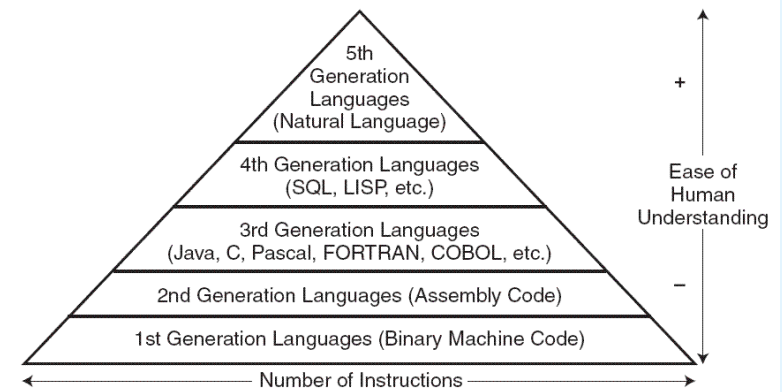 5th
Generation
Languages
(Natural Language)
4th Generation Languages
(SQL, LISP, etc.)
3rd Generation Languages
(Java, C, Pascal, FORTRAN, COBOL, etc.)
2nd Generation Languages (Assembly Code)
1st Generation Languages (Binary Machine Code)
Number of Instructions
+
Ease of
Human
Understanding
–